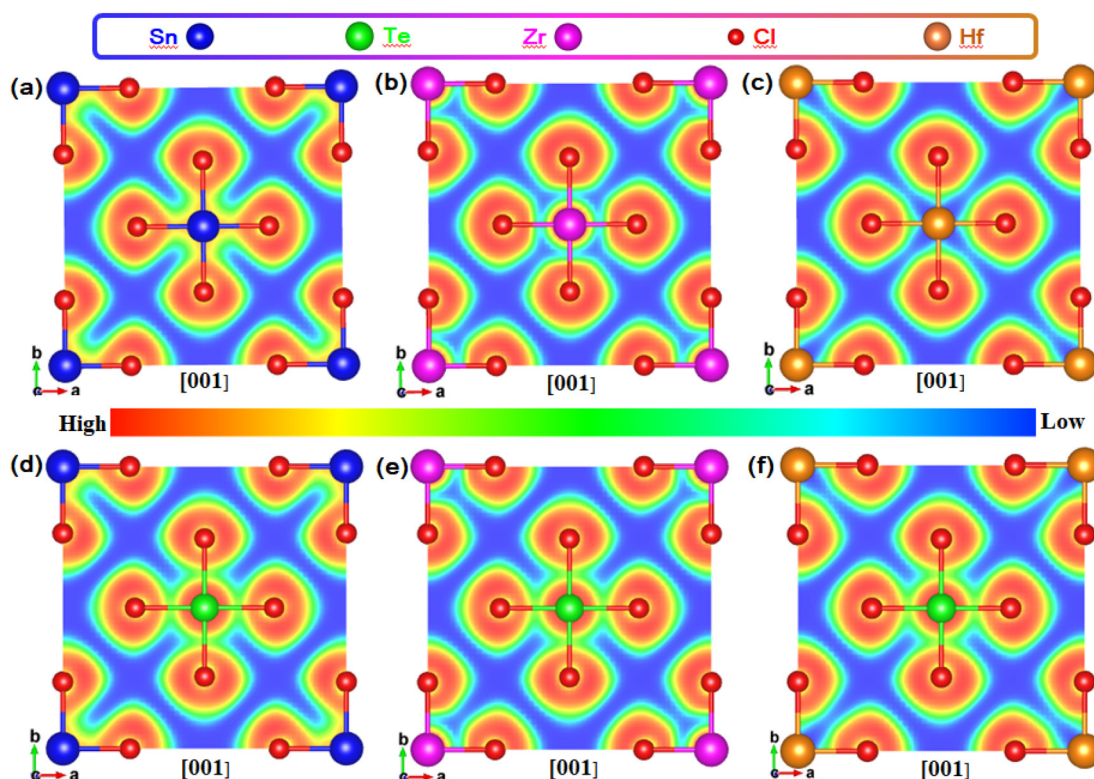 Sn Te Zr Cl Hf
(a) (b) (c)
b a [001] b a [001] b a [001]
High Low
(d) (e) (f)
b a [001] b a [001] b a [001]